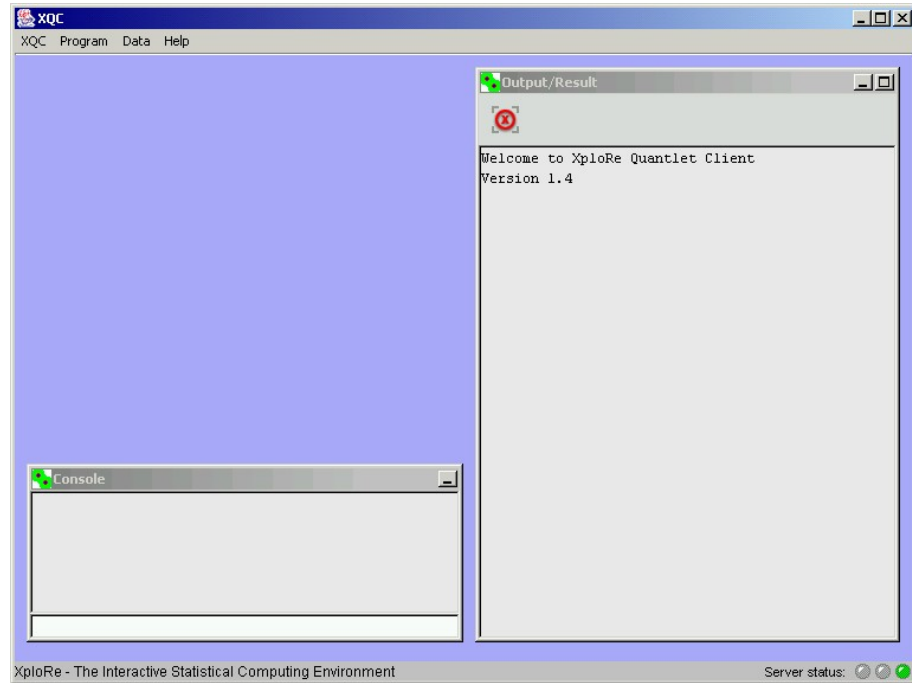 XQC
XQC Program Data Help
Output/Result
Welcome to XploRe Quantlet Client
Version 1.4
Console
XploRe - The Interactive Statistical Computing Environment
Server status: